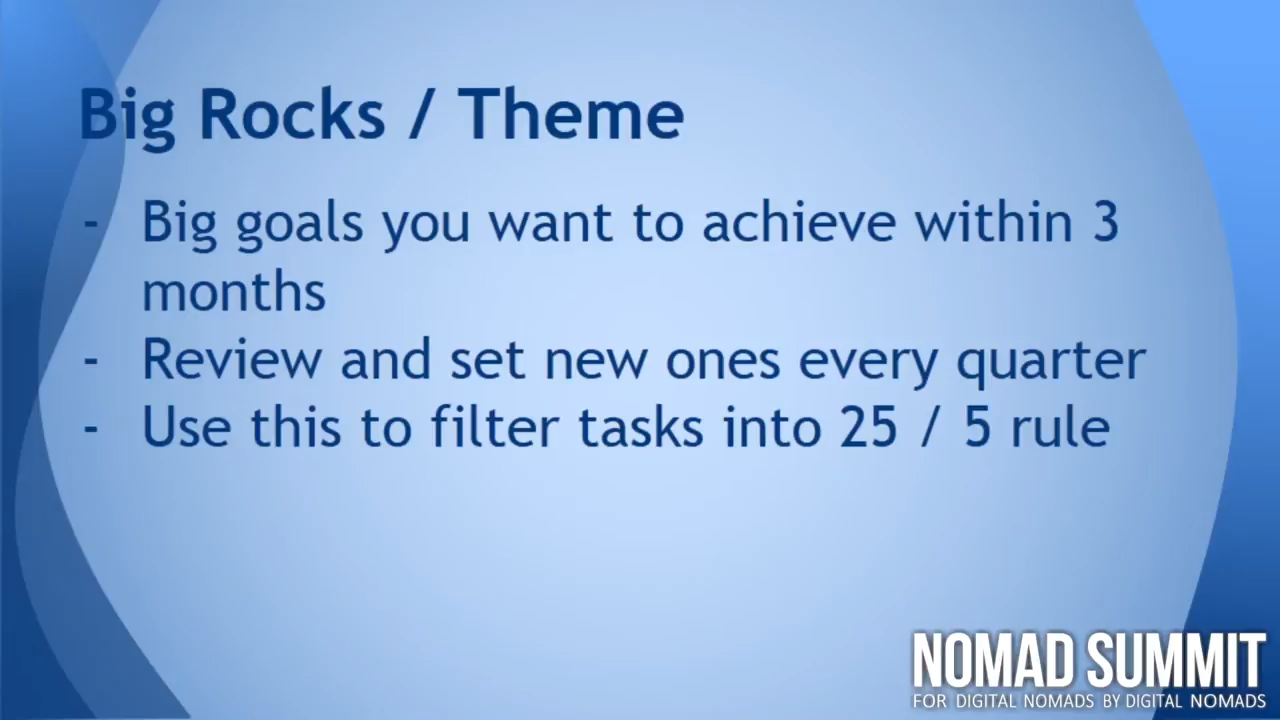 Big Rocks / Theme
- Big goals you want to achieve within 3
months
- Review and set new ones every quarter
- Use this to filter tasks into 25 / 5 rule
NOMAD SUMMIT
FOR DIGITAL NOMADS BY DIGITAL NOMADS